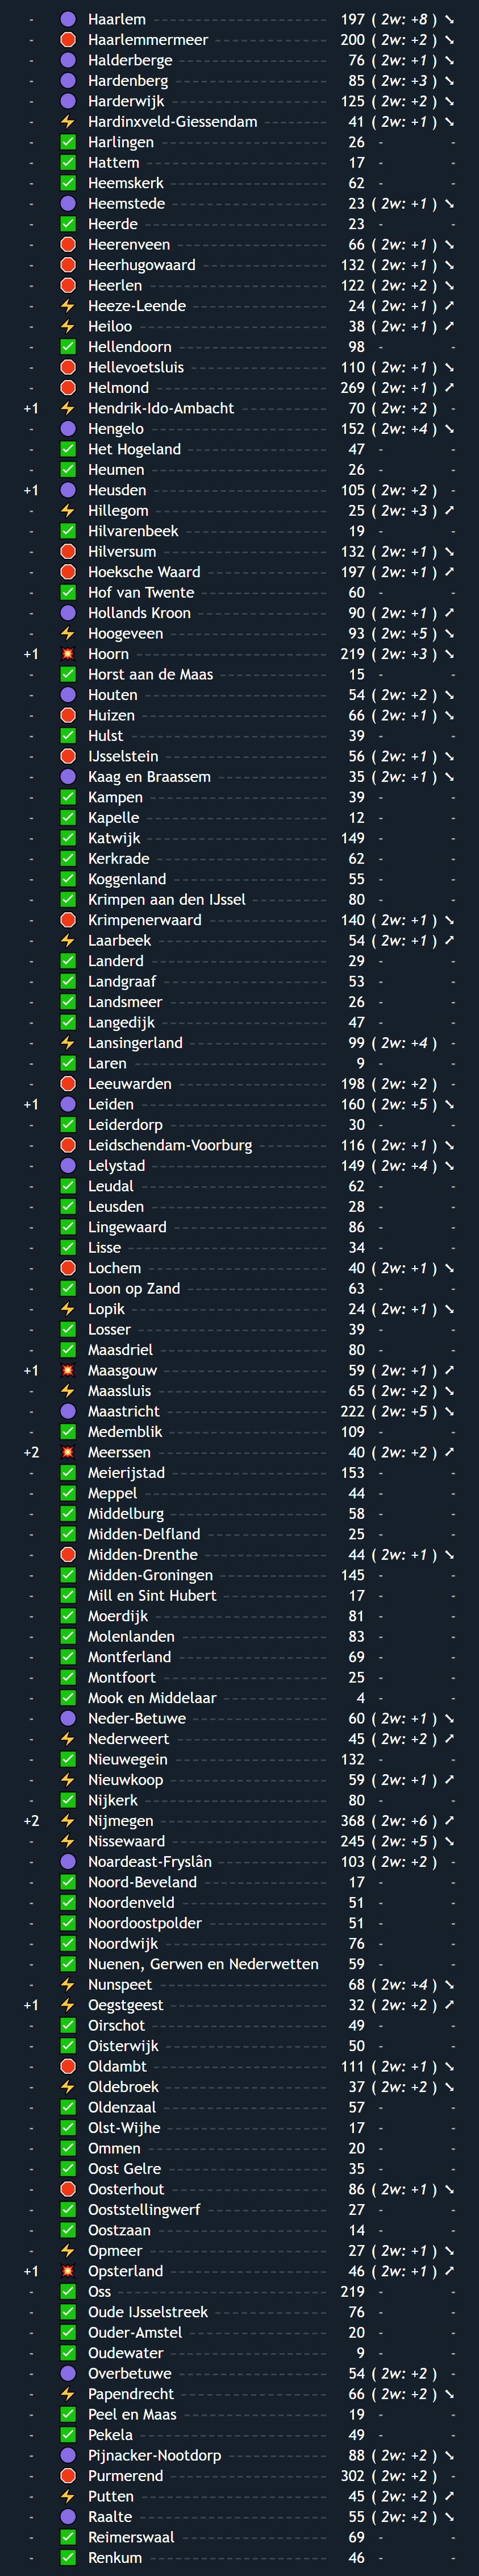 - Haarlem 197 ( 2w: +8 ) ↘
- Haarlemmermeer 200 ( 2w: +2 ) ↘
- Halderberge 76 ( 2w: +1 ) ↘
- Hardenberg 85 ( 2w: +3 ) ↘
- Harderwijk 125 ( 2w: +2 ) ↘
- Hardinxveld-Giessendam 41 ( 2w: +1 ) ↘
- Harlingen 26 - -
- Hattem 17 - -
- Heemskerk 62 - -
- Heemstede 23 ( 2w: +1 ) ↘
- Heerde 23 - -
- Heerenveen 66 ( 2w: +1 ) ↘
- Heerhugowaard 132 ( 2w: +1 ) ↘
- Heerlen 122 ( 2w: +2 ) ↘
- Heeze-Leende 24 ( 2w: +1 ) ↗
- Heiloo 38 ( 2w: +1 ) ↗
- Hellendoorn 98 - -
- Hellevoetsluis 110 ( 2w: +1 ) ↘
- Helmond 269 ( 2w: +1 ) ↗
+1 Hendrik-Ido-Ambacht 70 ( 2w: +2 ) -
- Hengelo 152 ( 2w: +4 ) ↘
- Het Hogeland 47 - -
- Heumen 26 - -
+1 Heusden 105 ( 2w: +2 ) -
- Hillegom 25 ( 2w: +3 ) ↗
- Hilvarenbeek 19 - -
- Hilversum 132 ( 2w: +1 ) ↘
- Hoeksche Waard 197 ( 2w: +1 ) ↗
- Hof van Twente 60 - -
- Hollands Kroon 90 ( 2w: +1 ) ↗
- Hoogeveen 93 ( 2w: +5 ) ↘
+1 Hoorn 219 ( 2w: +3 ) ↘
- Horst aan de Maas 15 - -
- Houten 54 ( 2w: +2 ) ↘
- Huizen 66 ( 2w: +1 ) ↘
- Hulst 39 - -
- IJsselstein 56 ( 2w: +1 ) ↘
- Kaag en Braassem 35 ( 2w: +1 ) ↘
- Kampen 39 - -
- Kapelle 12 - -
- Katwijk 149 - -
- Kerkrade 62 - -
- Koggenland 55 - -
- Krimpen aan den IJssel 80 - -
- Krimpenerwaard 140 ( 2w: +1 ) ↘
- Laarbeek 54 ( 2w: +1 ) ↗
- Landerd 29 - -
- Landgraaf 53 - -
- Landsmeer 26 - -
- Langedijk 47 - -
- Lansingerland 99 ( 2w: +4 ) -
- Laren 9 - -
- Leeuwarden 198 ( 2w: +2 ) -
+1 Leiden 160 ( 2w: +5 ) ↘
- Leiderdorp 30 - -
- Leidschendam-Voorburg 116 ( 2w: +1 ) ↘
- Lelystad 149 ( 2w: +4 ) ↘
- Leudal 62 - -
- Leusden 28 - -
- Lingewaard 86 - -
- Lisse 34 - -
- Lochem 40 ( 2w: +1 ) ↘
- Loon op Zand 63 - -
- Lopik 24 ( 2w: +1 ) ↘
- Losser 39 - -
- Maasdriel 80 - -
+1 Maasgouw 59 ( 2w: +1 ) ↗
- Maassluis 65 ( 2w: +2 ) ↘
- Maastricht 222 ( 2w: +5 ) ↘
- Medemblik 109 - -
+2 Meerssen 40 ( 2w: +2 ) ↗
- Meierijstad 153 - -
- Meppel 44 - -
- Middelburg 58 - -
- Midden-Delfland 25 - -
- Midden-Drenthe 44 ( 2w: +1 ) ↘
- Midden-Groningen 145 - -
- Mill en Sint Hubert 17 - -
- Moerdijk 81 - -
- Molenlanden 83 - -
- Montferland 69 - -
- Montfoort 25 - -
- Mook en Middelaar 4 - -
- Neder-Betuwe 60 ( 2w: +1 ) ↘
- Nederweert 45 ( 2w: +2 ) ↗
- Nieuwegein 132 - -
- Nieuwkoop 59 ( 2w: +1 ) ↗
- Nijkerk 80 - -
+2 Nijmegen 368 ( 2w: +6 ) ↗
- Nissewaard 245 ( 2w: +5 ) ↘
- Noardeast-Fryslân 103 ( 2w: +2 ) -
- Noord-Beveland 17 - -
- Noordenveld 51 - -
- Noordoostpolder 51 - -
- Noordwijk 76 - -
- Nuenen, Gerwen en Nederwetten 59 - -
- Nunspeet 68 ( 2w: +4 ) ↘
+1 Oegstgeest 32 ( 2w: +2 ) ↗
- Oirschot 49 - -
- Oisterwijk 50 - -
- Oldambt 111 ( 2w: +1 ) ↘
- Oldebroek 37 ( 2w: +2 ) ↘
- Oldenzaal 57 - -
- Olst-Wijhe 17 - -
- Ommen 20 - -
- Oost Gelre 35 - -
- Oosterhout 86 ( 2w: +1 ) ↘
- Ooststellingwerf 27 - -
- Oostzaan 14 - -
- Opmeer 27 ( 2w: +1 ) ↘
+1 Opsterland 46 ( 2w: +1 ) ↗
- Oss 219 - -
- Oude IJsselstreek 76 - -
- Ouder-Amstel 20 - -
- Oudewater 9 - -
- Overbetuwe 54 ( 2w: +2 ) -
- Papendrecht 66 ( 2w: +2 ) ↘
- Peel en Maas 19 - -
- Pekela 49 - -
- Pijnacker-Nootdorp 88 ( 2w: +2 ) ↘
- Purmerend 302 ( 2w: +2 ) -
- Putten 45 ( 2w: +2 ) ↗
- Raalte 55 ( 2w: +2 ) ↘
- Reimerswaal 69 - -
- Renkum 46 - -